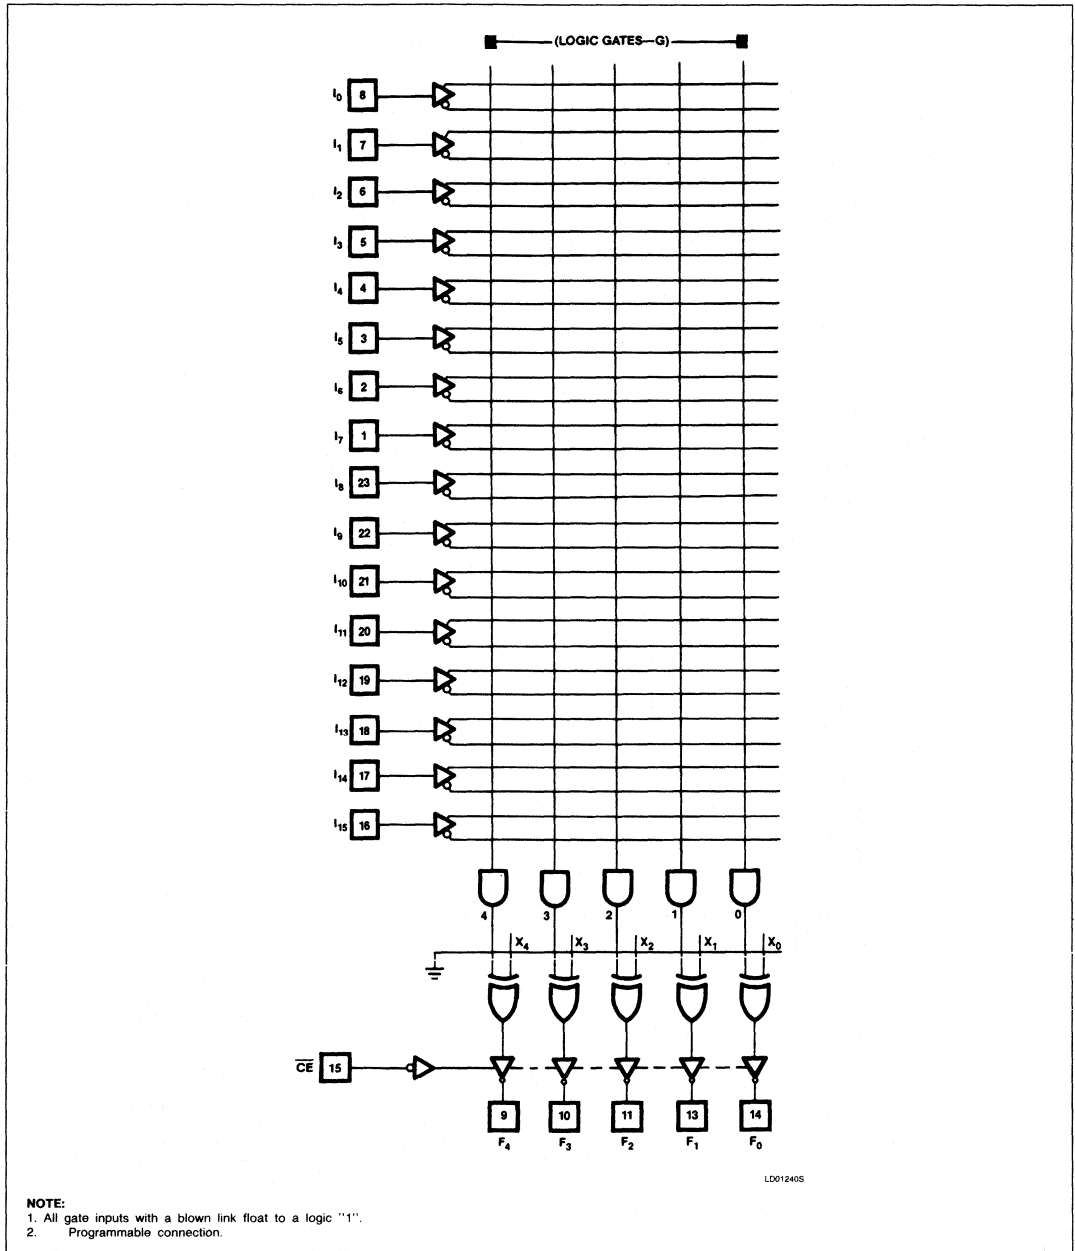 (LOGIC GATES—G)
I0 8
I1 7
I2 6
I3 5
I4 4
I5 3
I6 2
I7 1
I8 23
I9 22
I10 21
I11 20
I12 19
I13 18
I14 17
I15 16
4 3 2 1 0
X4 X3 X2 X1 X0
CE 15
9 10 11 13 14
F4 F3 F2 F1 F0
LD01240S
NOTE:
1. All gate inputs with a blown link float to a logic "1".
2. Programmable connection.